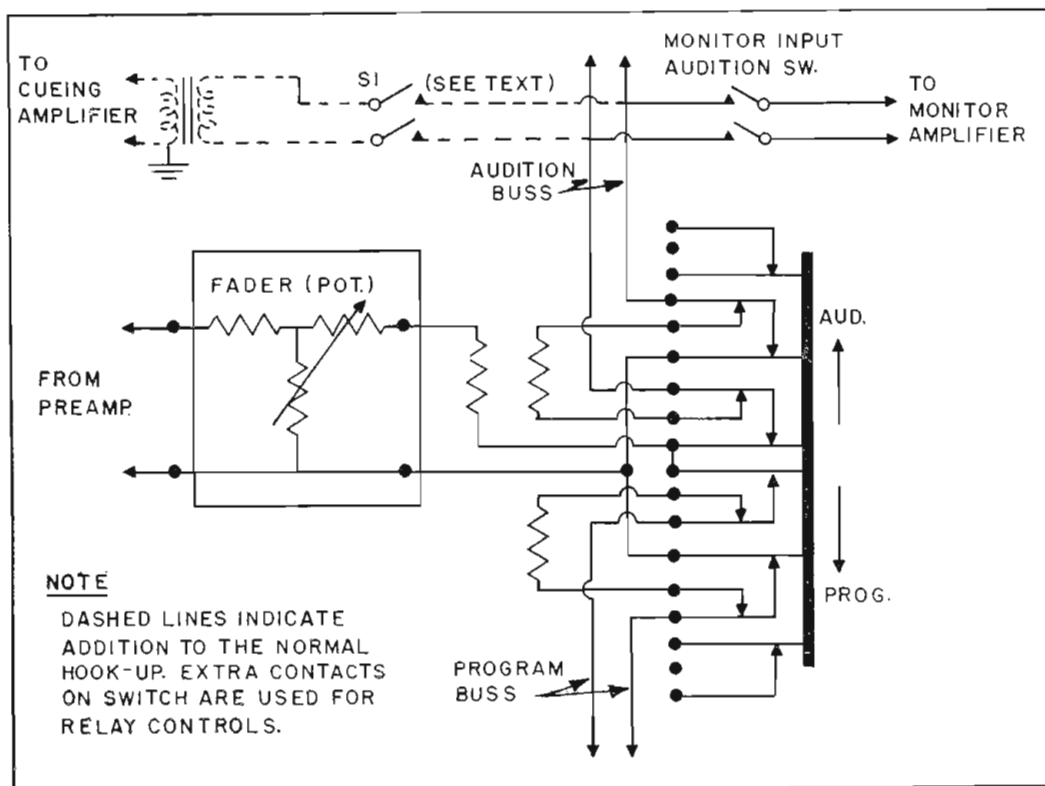 TO
CUEING
AMPLIFIER
S1
(SEE TEXT)
MONITOR INPUT
AUDITION SW.
TO
MONITOR
AMPLIFIER
AUDITION
BUSS
FADER (POT.)
AUD.
FROM
PREAMP.
PROG.
NOTE
DASHED LINES INDICATE
ADDITION TO THE NORMAL
HOOK-UP. EXTRA CONTACTS
ON SWITCH ARE USED FOR
RELAY CONTROLS.
PROGRAM
BUSS